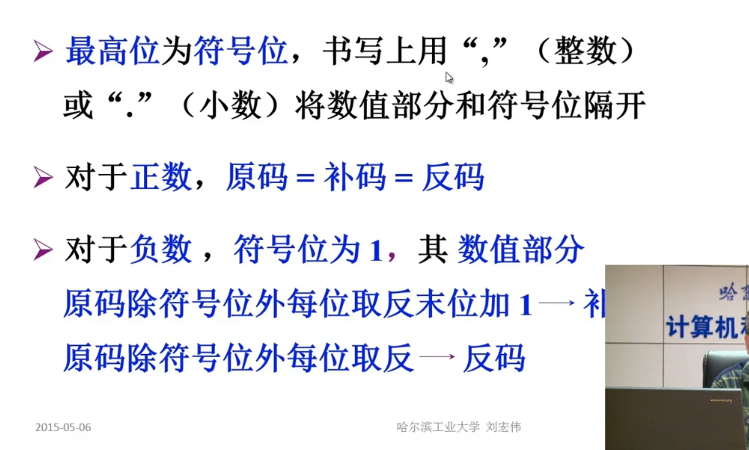 ➢ 最高位为符号位，书写上用“,”（整数）
或“.”（小数）将数值部分和符号位隔开
➢ 对于正数，原码 = 补码 = 反码
➢ 对于负数 ，符号位为 1，其 数值部分
原码除符号位外每位取反末位加 1 → 补
原码除符号位外每位取反 → 反码
计算机
2015-05-06
哈尔滨工业大学 刘宏伟